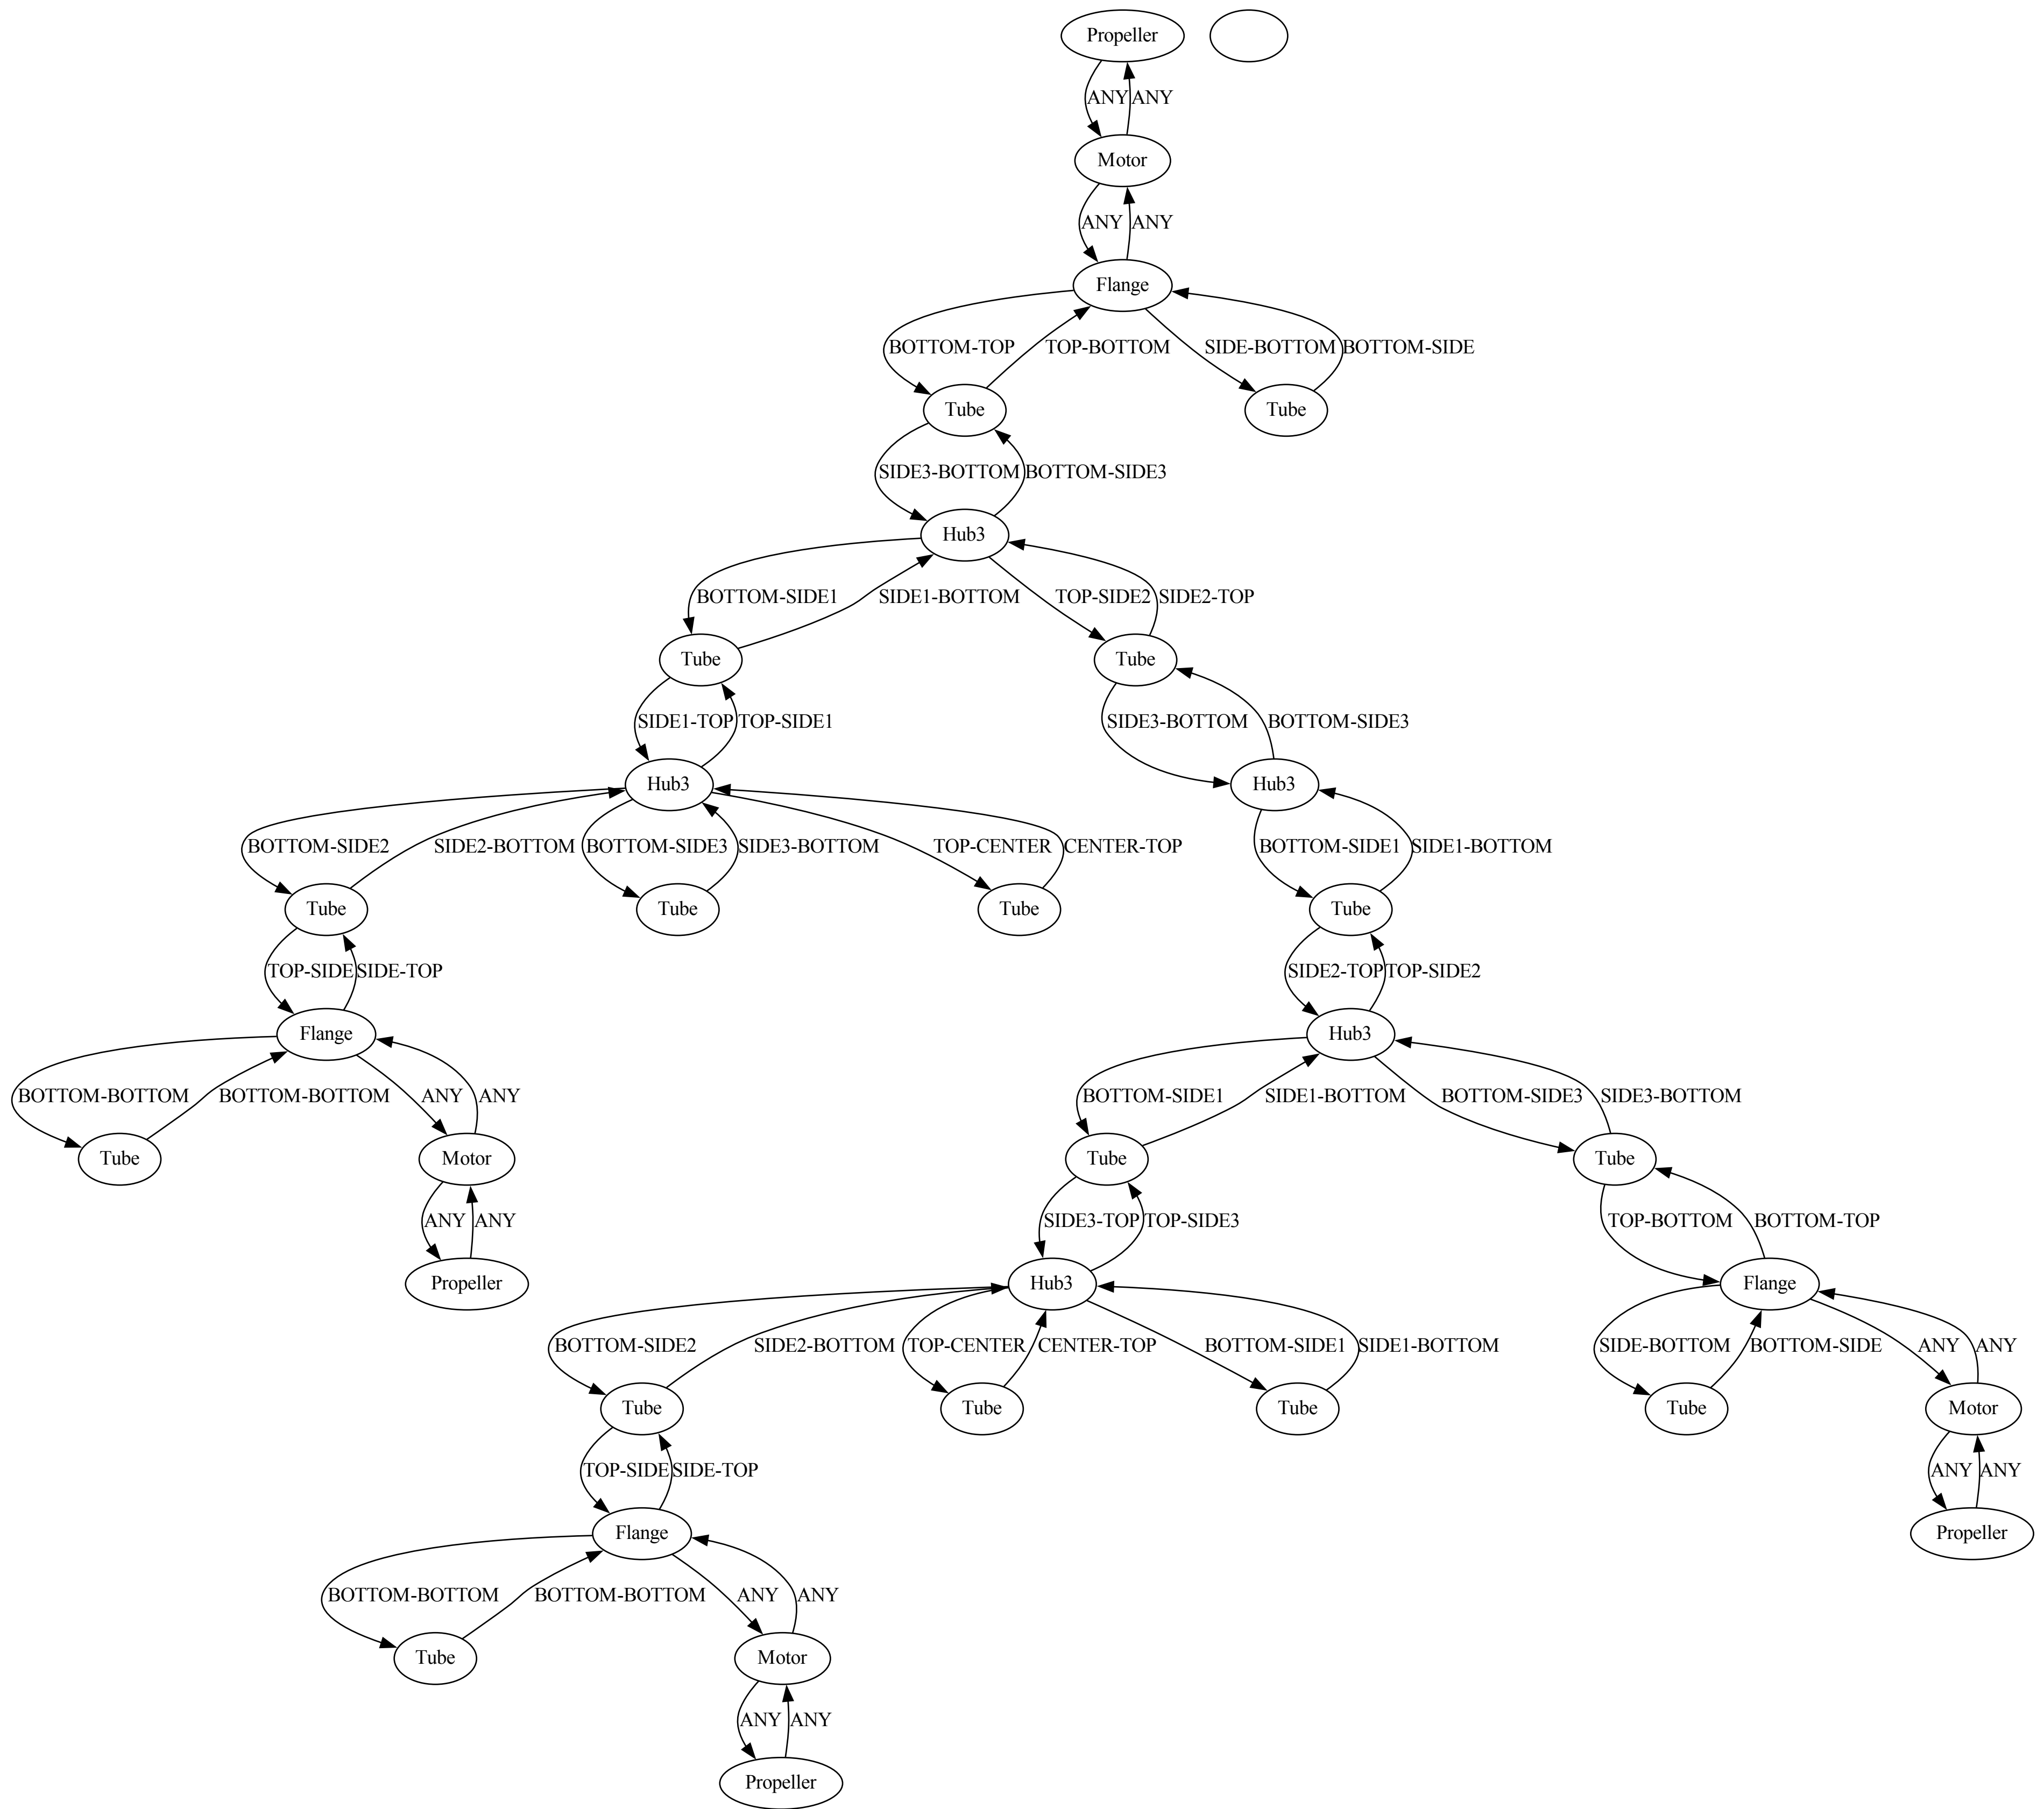 Propeller
ANY ANY
Motor
ANY ANY
Flange
BOTTOM-TOP TOP-BOTTOM SIDE-BOTTOM BOTTOM-SIDE
Tube Tube
SIDE3-BOTTOM BOTTOM-SIDE3
Hub3
BOTTOM-SIDE1 SIDE1-BOTTOM TOP-SIDE2 SIDE2-TOP
Tube Tube
SIDE1-TOP TOP-SIDE1 SIDE3-BOTTOM BOTTOM-SIDE3
Hub3 Hub3
BOTTOM-SIDE2 SIDE2-BOTTOM BOTTOM-SIDE3 SIDE3-BOTTOM TOP-CENTER CENTER-TOP BOTTOM-SIDE1 SIDE1-BOTTOM
Tube Tube Tube Tube
TOP-SIDE SIDE-TOP SIDE2-TOP TOP-SIDE2
Flange Hub3
BOTTOM-BOTTOM BOTTOM-BOTTOM ANY ANY BOTTOM-SIDE1 SIDE1-BOTTOM BOTTOM-SIDE3 SIDE3-BOTTOM
Tube Motor Tube Tube
ANY ANY SIDE3-TOP TOP-SIDE3 TOP-BOTTOM BOTTOM-TOP
Propeller Hub3 Flange
BOTTOM-SIDE2 SIDE2-BOTTOM TOP-CENTER CENTER-TOP BOTTOM-SIDE1 SIDE1-BOTTOM SIDE-BOTTOM BOTTOM-SIDE ANY ANY
Tube Tube Tube Tube Motor
TOP-SIDE SIDE-TOP ANY ANY
Flange Propeller
BOTTOM-BOTTOM BOTTOM-BOTTOM ANY ANY
Tube Motor
ANY ANY
Propeller